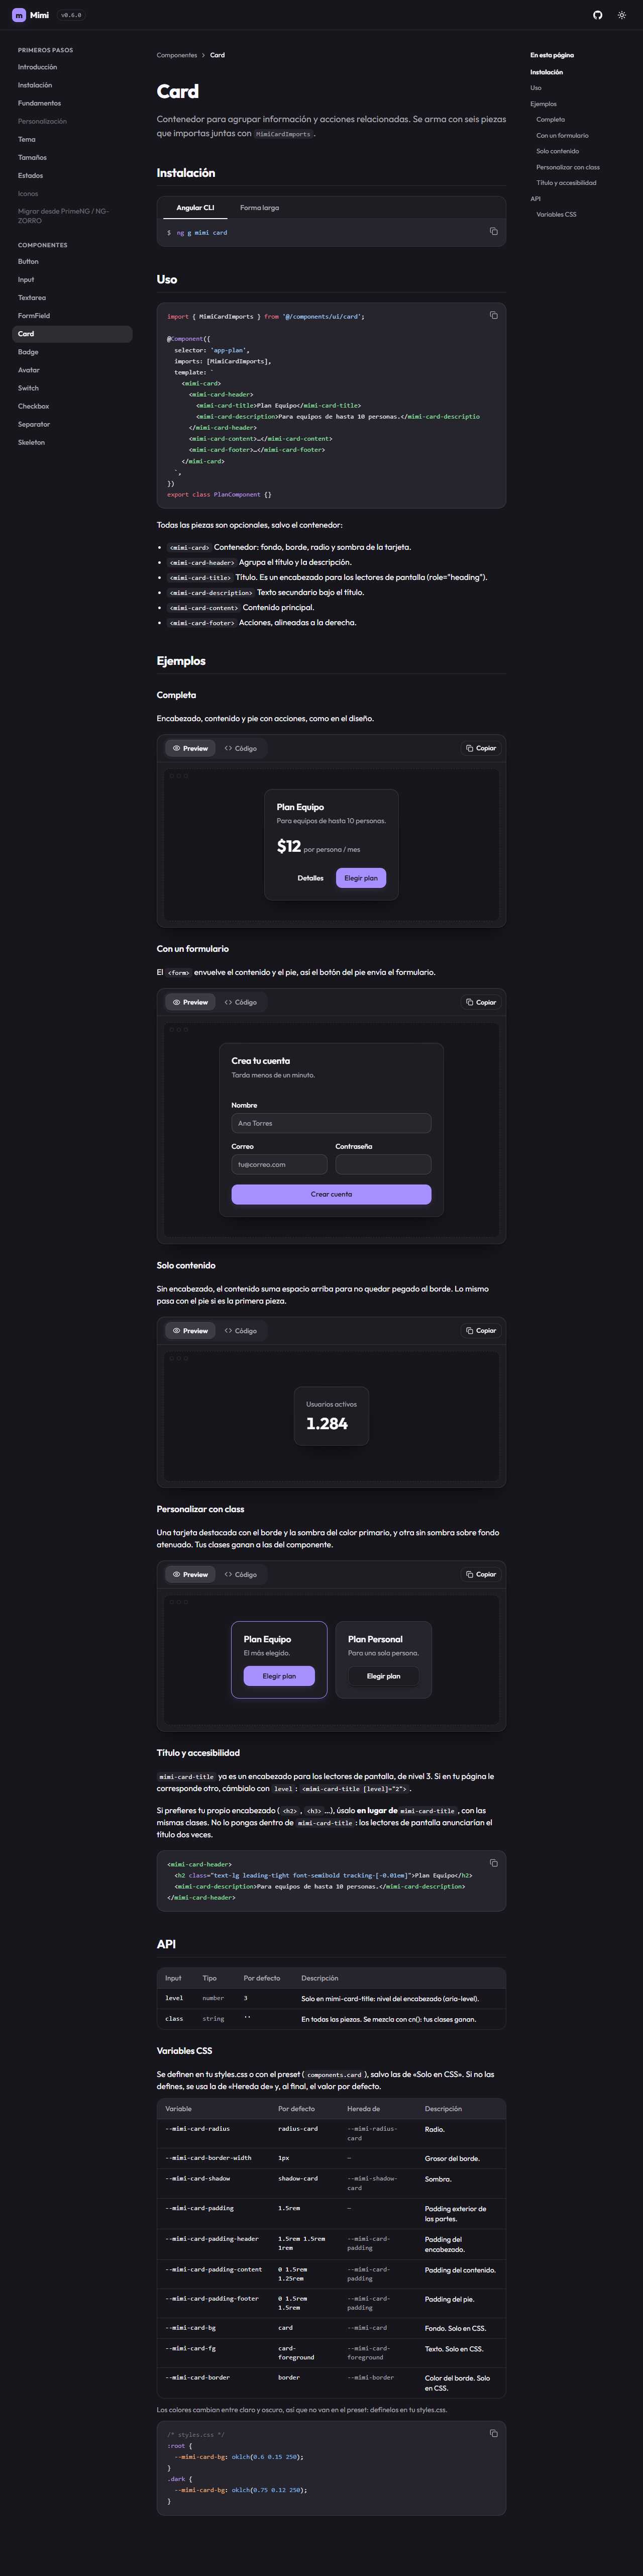 m Mimi v0.6.0
PRIMEROS PASOS
Introducción
Instalación
Fundamentos
Personalización
Tema
Tamaños
Estados
Iconos
Migrar desde PrimeNG / NG-
ZORRO
COMPONENTES
Button
Input
Textarea
FormField
Card
Badge
Avatar
Switch
Checkbox
Separator
Skeleton
Componentes > Card
Card
Contenedor para agrupar información y acciones relacionadas. Se arma con seis piezas
que importas juntas con MimiCardImports.
Instalación
Angular CLI Forma larga
$ ng g mimi card
Uso
import { MimiCardImports } from '@/components/ui/card';
@Component({
selector: 'app-plan',
imports: [MimiCardImports],
template: `
<mimi-card>
<mimi-card-header>
<mimi-card-title>Plan Equipo</mimi-card-title>
<mimi-card-description>Para equipos de hasta 10 personas.</mimi-card-descriptio
</mimi-card-header>
<mimi-card-content>…</mimi-card-content>
<mimi-card-footer>…</mimi-card-footer>
</mimi-card>
`,
})
export class PlanComponent {}
Todas las piezas son opcionales, salvo el contenedor:
• <mimi-card> Contenedor: fondo, borde, radio y sombra de la tarjeta.
• <mimi-card-header> Agrupa el título y la descripción.
• <mimi-card-title> Título. Es un encabezado para los lectores de pantalla (role="heading").
• <mimi-card-description> Texto secundario bajo el título.
• <mimi-card-content> Contenido principal.
• <mimi-card-footer> Acciones, alineadas a la derecha.
Ejemplos
Completa
Encabezado, contenido y pie con acciones, como en el diseño.
Preview Código Copiar
Plan Equipo
Para equipos de hasta 10 personas.
$12 por persona / mes
Detalles Elegir plan
Con un formulario
El <form> envuelve el contenido y el pie, así el botón del pie envía el formulario.
Preview Código Copiar
Crea tu cuenta
Tarda menos de un minuto.
Nombre
Ana Torres
Correo Contraseña
tu@correo.com
Crear cuenta
Solo contenido
Sin encabezado, el contenido suma espacio arriba para no quedar pegado al borde. Lo mismo
pasa con el pie si es la primera pieza.
Preview Código Copiar
Usuarios activos
1.284
Personalizar con class
Una tarjeta destacada con el borde y la sombra del color primario, y otra sin sombra sobre fondo
atenuado. Tus clases ganan a las del componente.
Preview Código Copiar
Plan Equipo
El más elegido.
Elegir plan
Plan Personal
Para una sola persona.
Elegir plan
Título y accesibilidad
mimi-card-title ya es un encabezado para los lectores de pantalla, de nivel 3. Si en tu página le
corresponde otro, cámbialo con level: <mimi-card-title [level]="2">.
Si prefieres tu propio encabezado (<h2>, <h3>…), úsalo en lugar de mimi-card-title, con las
mismas clases. No lo pongas dentro de mimi-card-title: los lectores de pantalla anunciarían el
título dos veces.
<mimi-card-header>
<h2 class="text-lg leading-tight font-semibold tracking-[-0.01em]">Plan Equipo</h2>
<mimi-card-description>Para equipos de hasta 10 personas.</mimi-card-description>
</mimi-card-header>
API
Input Tipo Por defecto Descripción
level number 3 Solo en mimi-card-title: nivel del encabezado (aria-level).
class string '' En todas las piezas. Se mezcla con cn(): tus clases ganan.
Variables CSS
Se definen en tu styles.css o con el preset (components.card), salvo las de «Solo en CSS». Si no las
defines, se usa la de «Hereda de» y, al final, el valor por defecto.
Variable Por defecto Hereda de Descripción
--mimi-card-radius radius-card --mimi-radius-card Radio.
--mimi-card-border-width 1px — Grosor del borde.
--mimi-card-shadow shadow-card --mimi-shadow-card Sombra.
--mimi-card-padding 1.5rem — Padding exterior de las partes.
--mimi-card-padding-header 1.5rem 1.5rem 1rem --mimi-card-padding Padding del encabezado.
--mimi-card-padding-content 0 1.5rem 1.25rem --mimi-card-padding Padding del contenido.
--mimi-card-padding-footer 0 1.5rem 1.5rem --mimi-card-padding Padding del pie.
--mimi-card-bg card --mimi-card Fondo. Solo en CSS.
--mimi-card-fg card-foreground --mimi-card-foreground Texto. Solo en CSS.
--mimi-card-border border --mimi-border Color del borde. Solo en CSS.
Los colores cambian entre claro y oscuro, así que no van en el preset: defínelos en tu styles.css.
/* styles.css */
:root {
--mimi-card-bg: oklch(0.6 0.15 250);
}
.dark {
--mimi-card-bg: oklch(0.75 0.12 250);
}
En esta página
Instalación
Uso
Ejemplos
Completa
Con un formulario
Solo contenido
Personalizar con class
Título y accesibilidad
API
Variables CSS